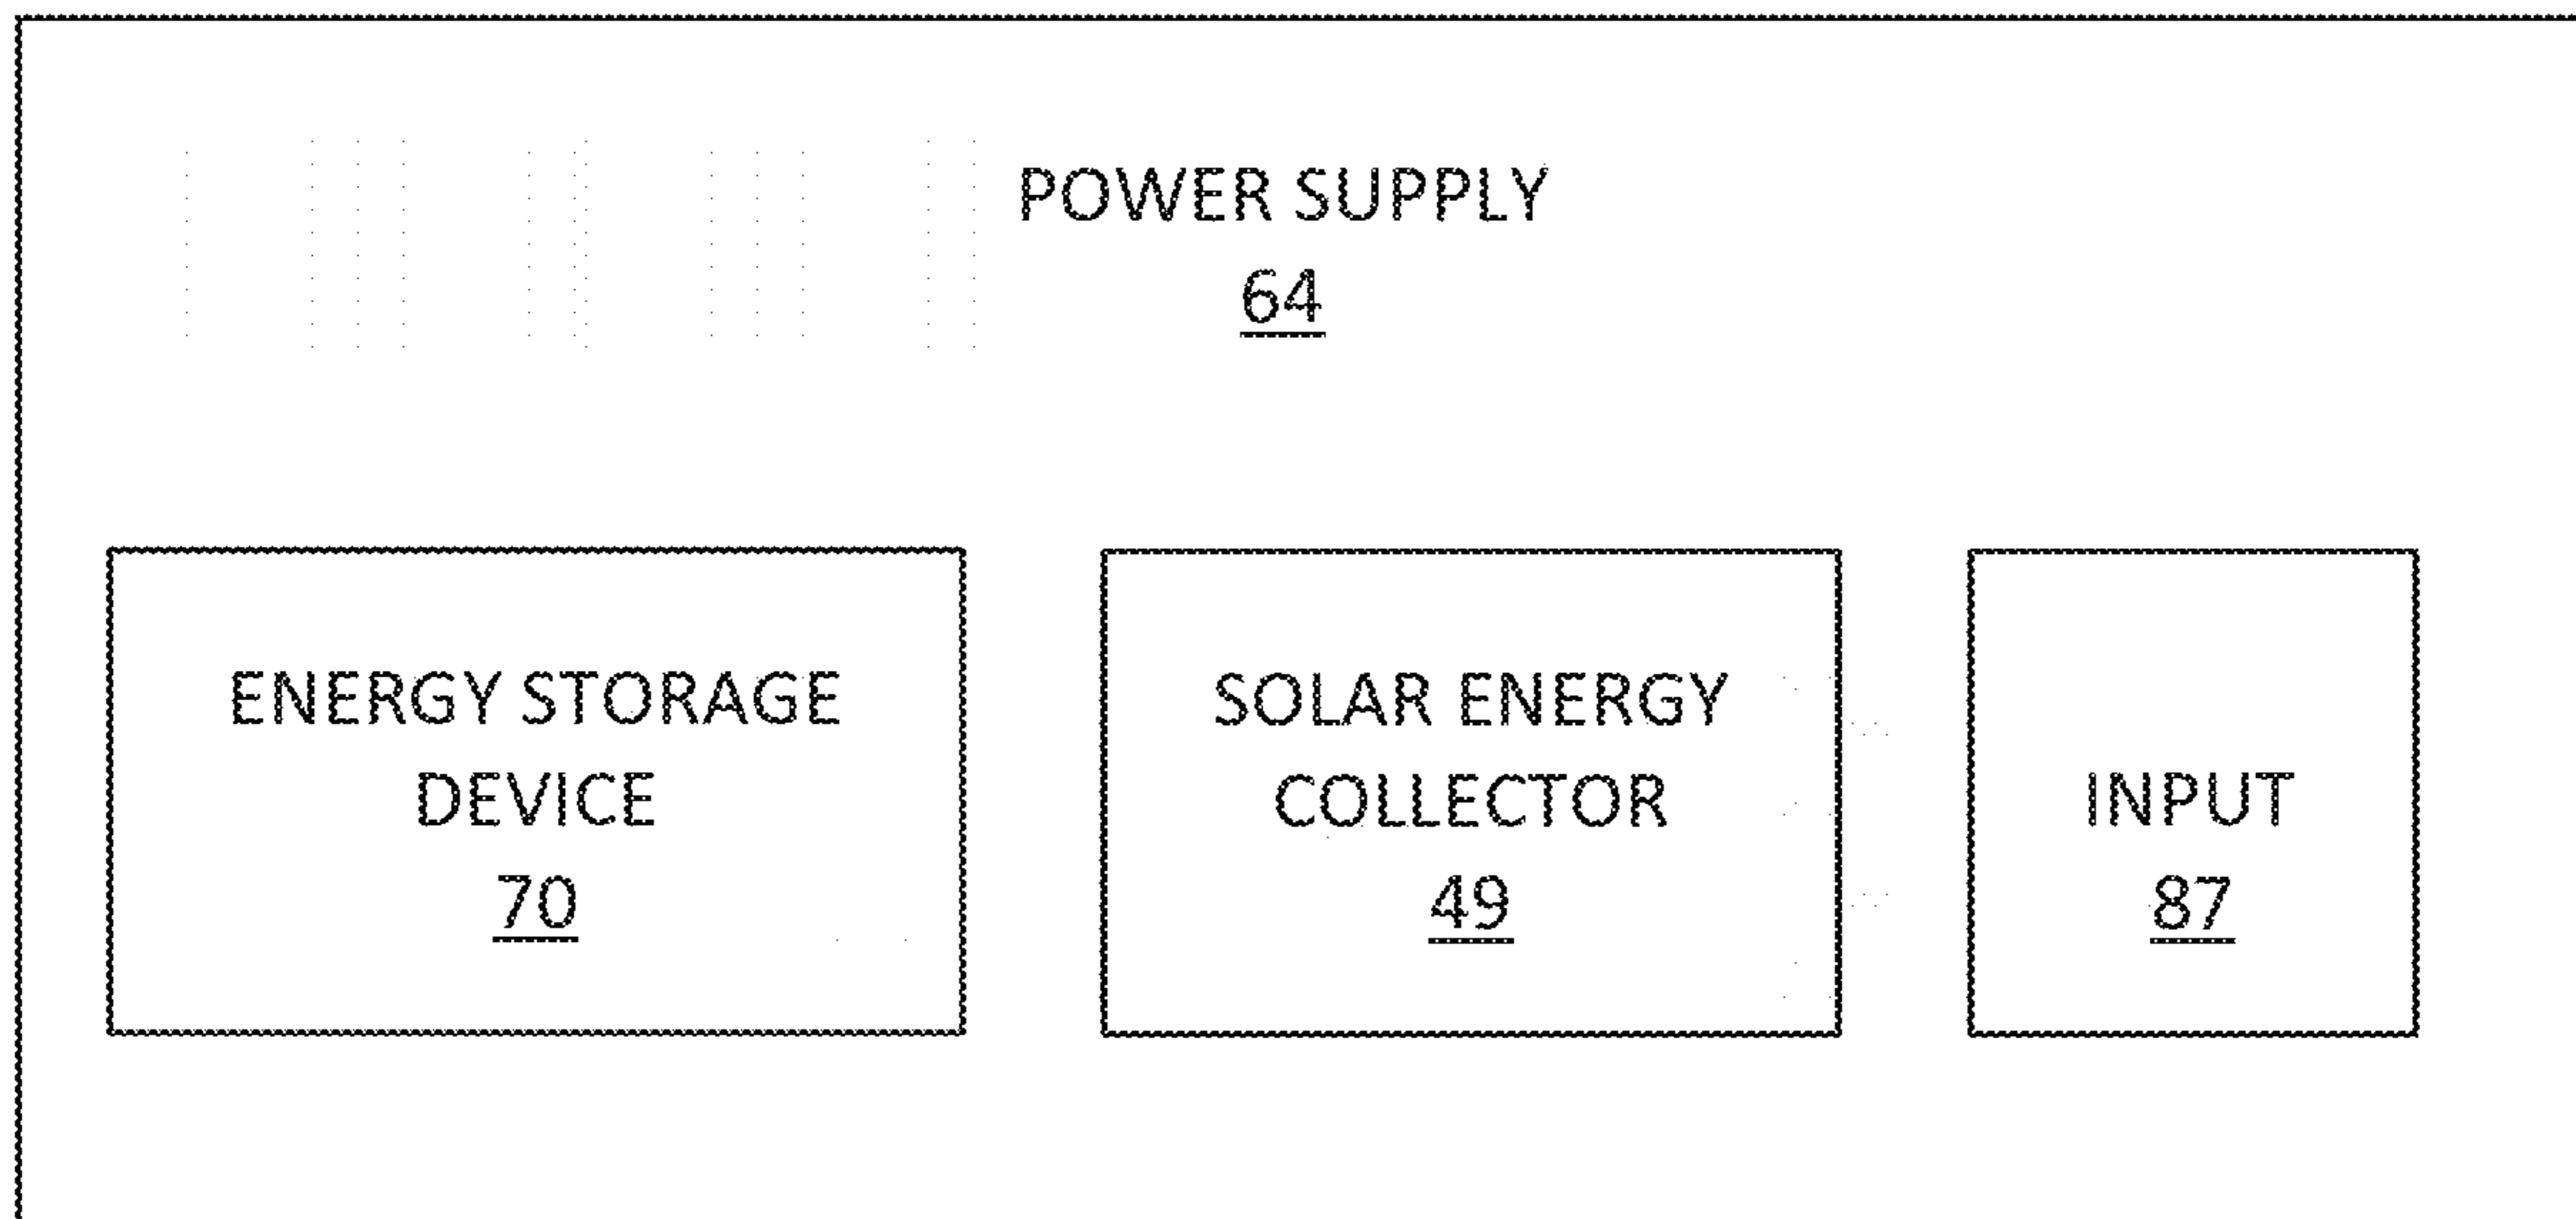 POWER SUPPLY
64
ENERGY STORAGE
DEVICE
70
SOLAR ENERGY
COLLECTOR
49
INPUT
87